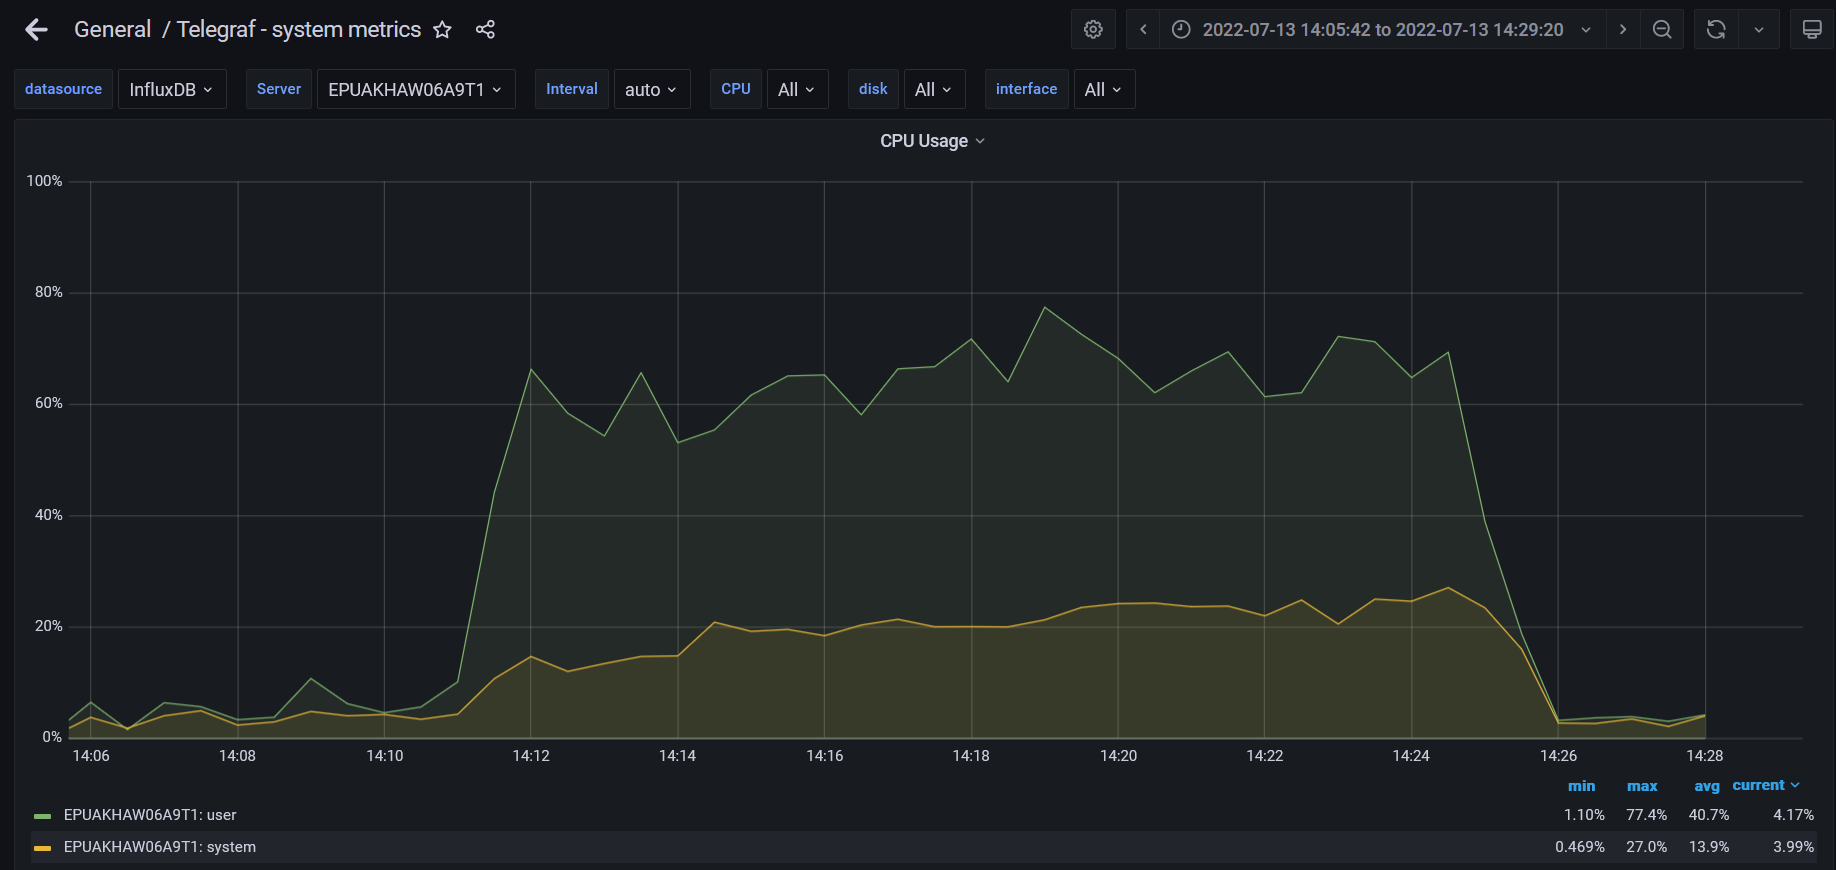 General / Telegraf - system metrics 2022-07-13 14:05:42 to 2022-07-13 14:29:20
datasource InfluxDB Server EPUAKHAW06A9T1 Interval auto CPU All disk All interface All
CPU Usage
100%
80%
60%
40%
20%
0%
14:06 14:08 14:10 14:12 14:14 14:16 14:18 14:20 14:22 14:24 14:26 14:28
min max avg current
EPUAKHAW06A9T1: user 1.10% 77.4% 40.7% 4.17%
EPUAKHAW06A9T1: system 0.469% 27.0% 13.9% 3.99%